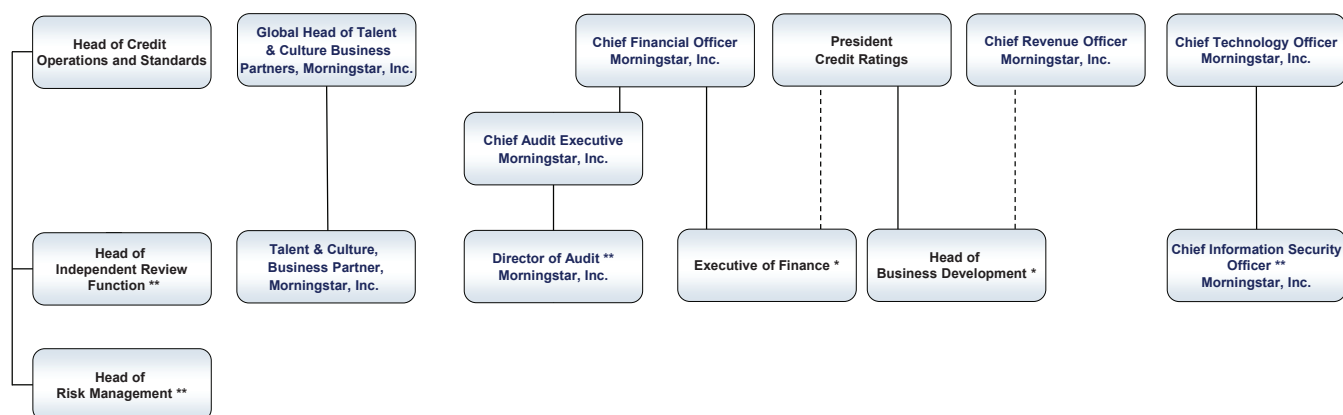 Head of Credit
Operations and Standards
Global Head of Talent
& Culture Business
Partners, Morningstar, Inc.
Chief Financial Officer
Morningstar, Inc.
President
Credit Ratings
Chief Revenue Officer
Morningstar, Inc.
Chief Technology Officer
Morningstar, Inc.
Chief Audit Executive
Morningstar, Inc.
Head of
Independent Review
Function **
Talent & Culture,
Business Partner,
Morningstar, Inc.
Director of Audit **
Morningstar, Inc.
Executive of Finance *
Head of
Business Development *
Chief Information Security
Officer **
Morningstar, Inc.
Head of
Risk Management **